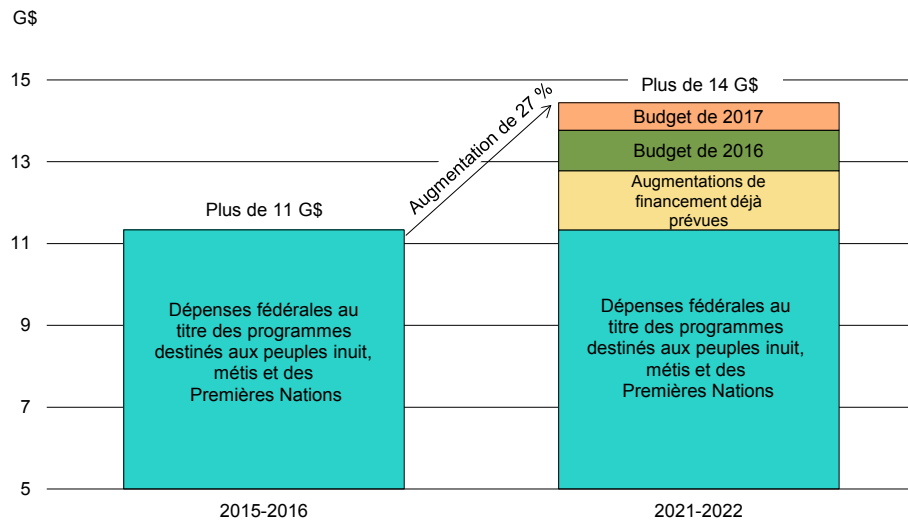 G$
15
13
11
9
7
5
Plus de 11 G$
Dépenses fédérales au
titre des programmes
destinés aux peuples inuit,
métis et des
Premières Nations
2015-2016
Augmentation de 27 %
Plus de 14 G$
Budget de 2017
Budget de 2016
Augmentations de
financement déjà
prévues
Dépenses fédérales au
titre des programmes
destinés aux peuples inuit,
métis et des
Premières Nations
2021-2022